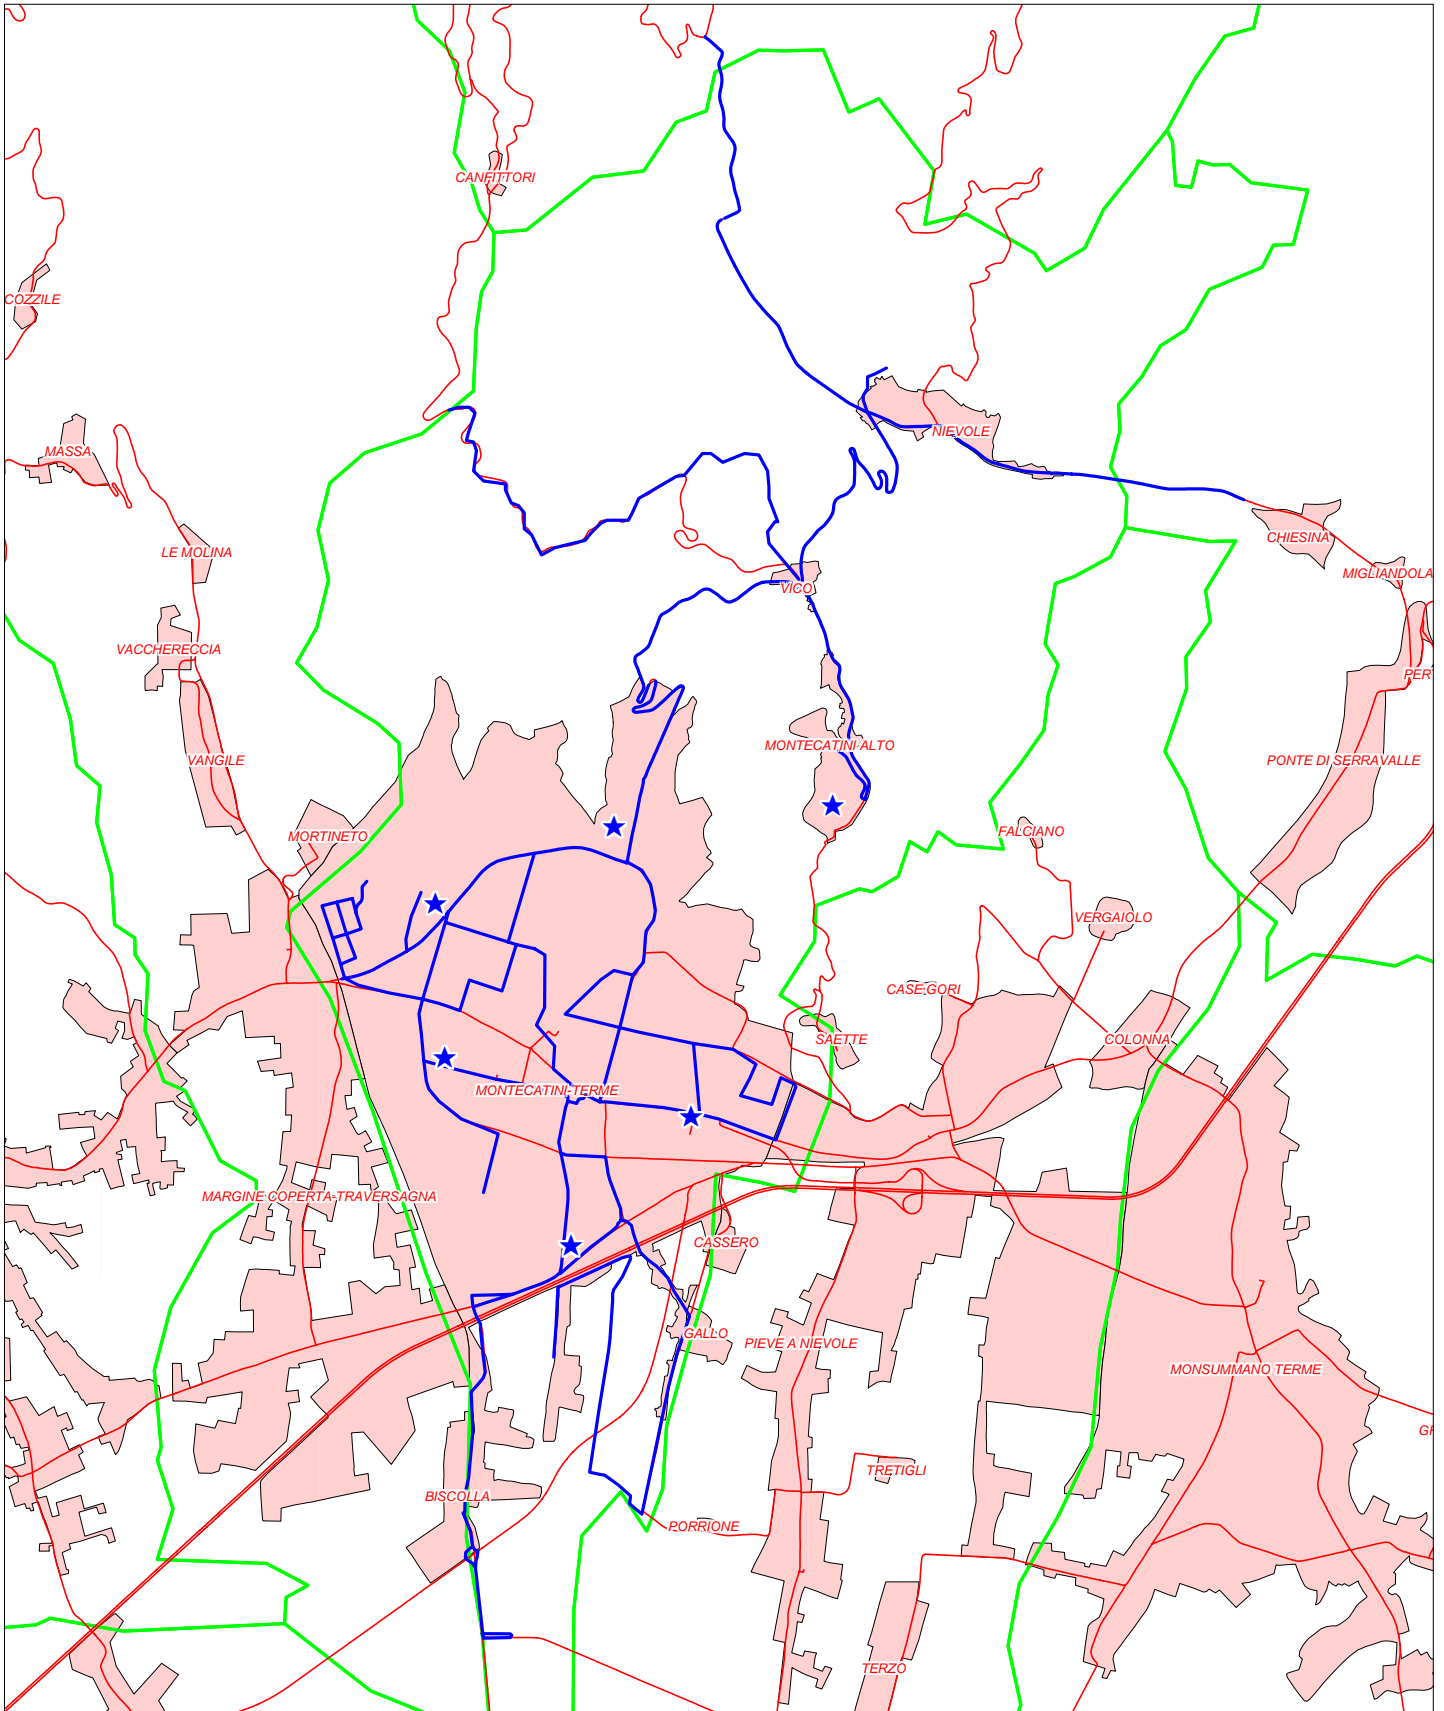 CANFITTORI
COZZILE
NIEVOLE
MASSA
CHIESINA
LE MOLINA
MIGLIANDOLA
VICO
VACCHERECCIA
PER
MONTECATINI-ALTO
VANGILE
PONTE DI SERRAVALLE
MORTINETO
FALCIANO
VERGAIOLO
CASE GORI
SAETTE
COLONNA
MONTECATINI-TERME
MARGINE COPERTA-TRAVERSAGNA
CASSERO
GALLO
PIEVE A NIEVOLE
MONSUMMANO TERME
TRETIGLI
BISCOLLA
PORRIONE
TERZO